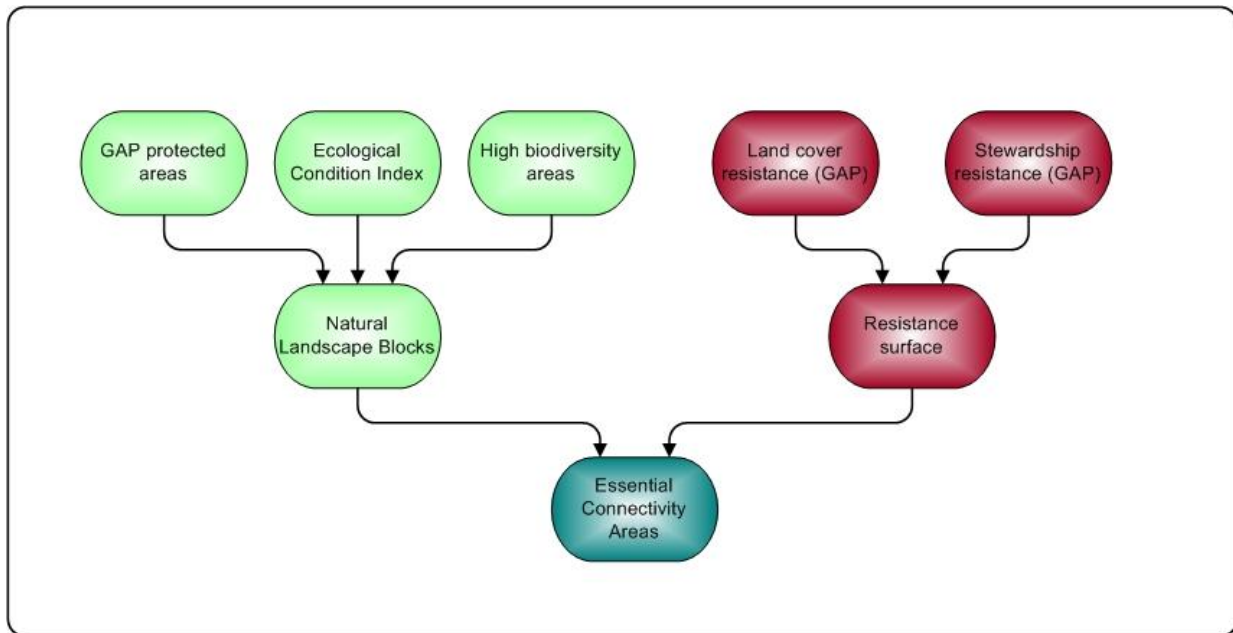 GAP protected
areas
Ecological
Condition Index
High biodiversity
areas
Land cover
resistance (GAP)
Stewardship
resistance (GAP)
Natural
Landscape Blocks
Resistance
surface
Essential
Connectivity
Areas